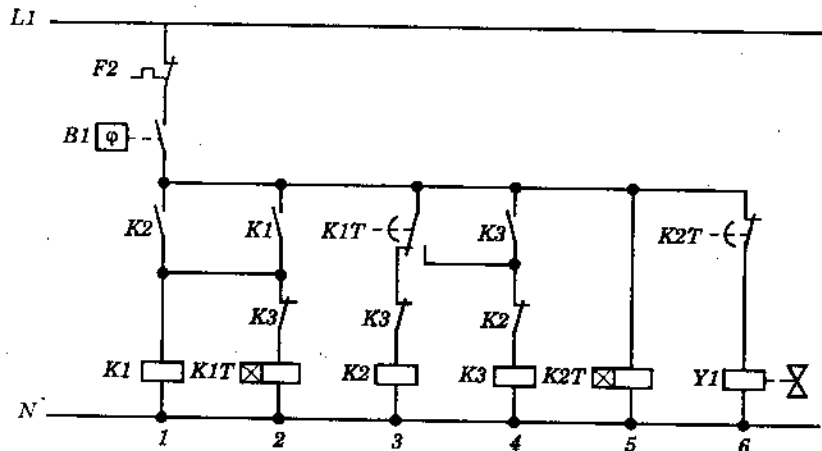 L1
F2
B1 φ
K2 K1 K1T K3 K2T
K3 K3 K2
K1 K1T K2 K3 K2T Y1
N
1 2 3 4 5 6